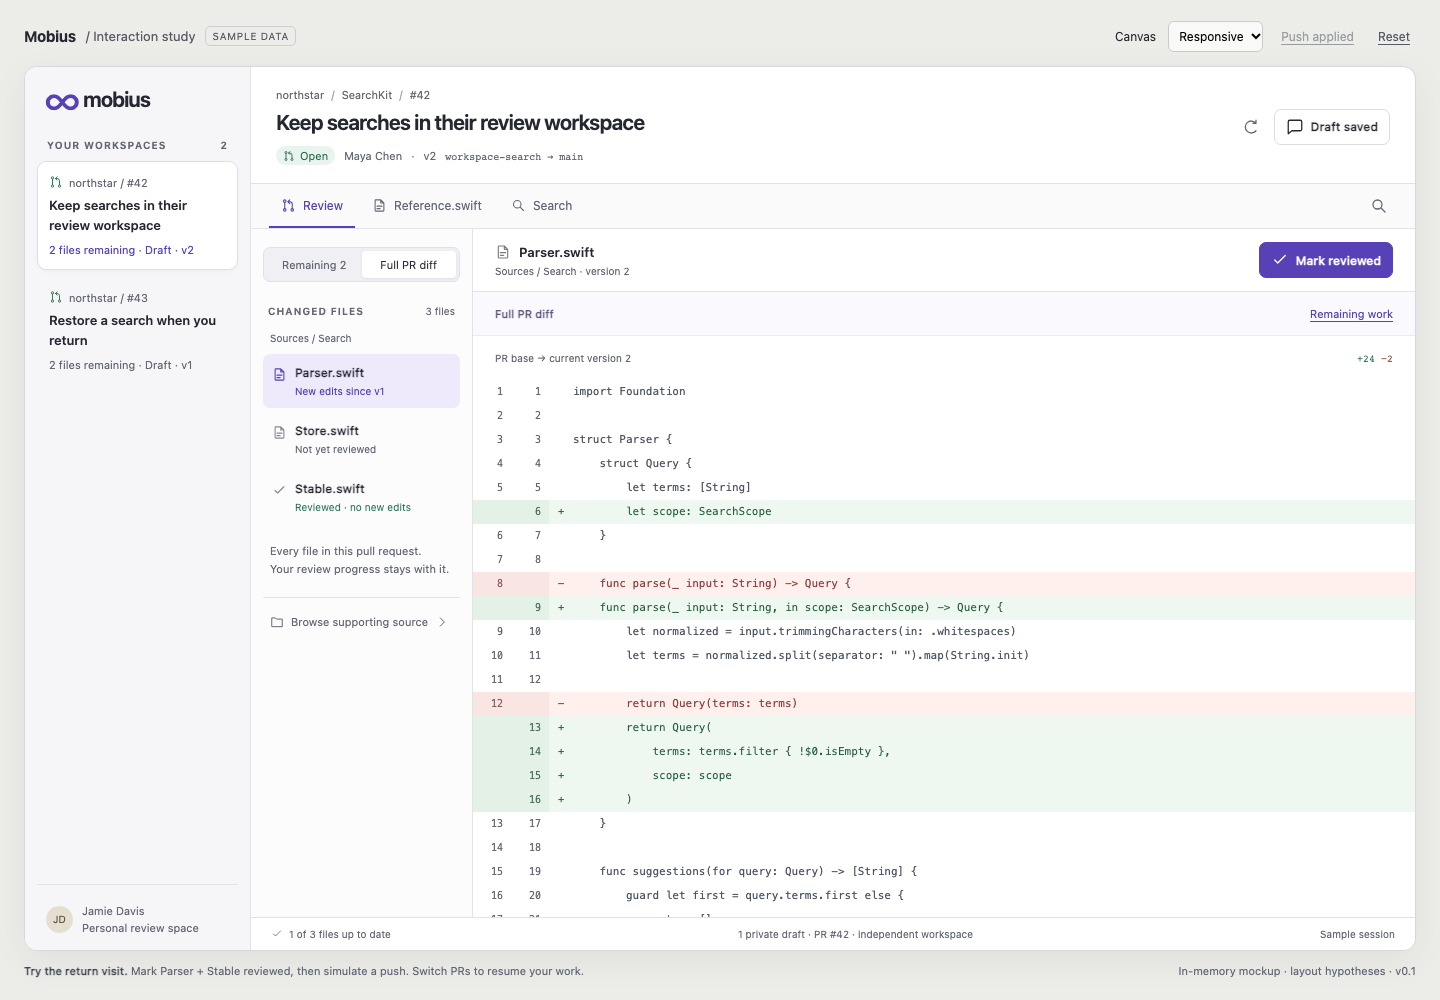 Mobius / Interaction study SAMPLE DATA
Canvas Responsive Push applied Reset
mobius
YOUR WORKSPACES 2
northstar / #42
Keep searches in their
review workspace
2 files remaining · Draft · v2
northstar / #43
Restore a search when you
return
2 files remaining · Draft · v1
JD
Jamie Davis
Personal review space
northstar / SearchKit / #42
Keep searches in their review workspace
Open Maya Chen · v2 workspace-search → main
Draft saved
Review Reference.swift Search
Remaining 2 Full PR diff
CHANGED FILES 3 files
Sources / Search
Parser.swift
New edits since v1
Store.swift
Not yet reviewed
Stable.swift
Reviewed · no new edits
Every file in this pull request.
Your review progress stays with it.
Browse supporting source
Parser.swift
Sources / Search · version 2
Mark reviewed
Full PR diff Remaining work
PR base → current version 2 +24 −2
1 1 import Foundation
2 2
3 3 struct Parser {
4 4 struct Query {
5 5 let terms: [String]
6 + let scope: SearchScope
6 7 }
7 8
8 − func parse(_ input: String) -> Query {
9 + func parse(_ input: String, in scope: SearchScope) -> Query {
9 10 let normalized = input.trimmingCharacters(in: .whitespaces)
10 11 let terms = normalized.split(separator: " ").map(String.init)
11 12
12 − return Query(terms: terms)
13 + return Query(
14 + terms: terms.filter { !$0.isEmpty },
15 + scope: scope
16 + )
13 17 }
14 18
15 19 func suggestions(for query: Query) -> [String] {
16 20 guard let first = query.terms.first else {
1 of 3 files up to date
1 private draft · PR #42 · independent workspace
Sample session
Try the return visit. Mark Parser + Stable reviewed, then simulate a push. Switch PRs to resume your work.
In-memory mockup · layout hypotheses · v0.1